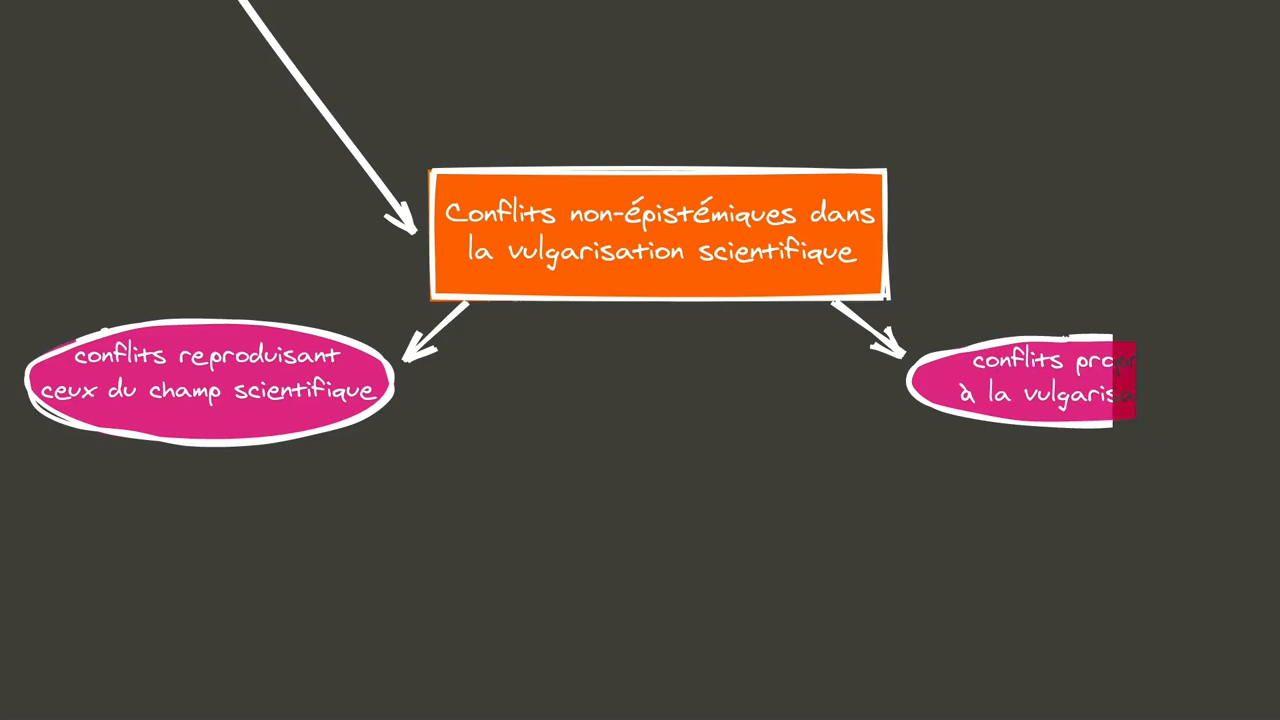 Conflits non-épistémiques dans
la vulgarisation scientifique
conflits reproduisant
ceux du champ scientifique
conflits
à la